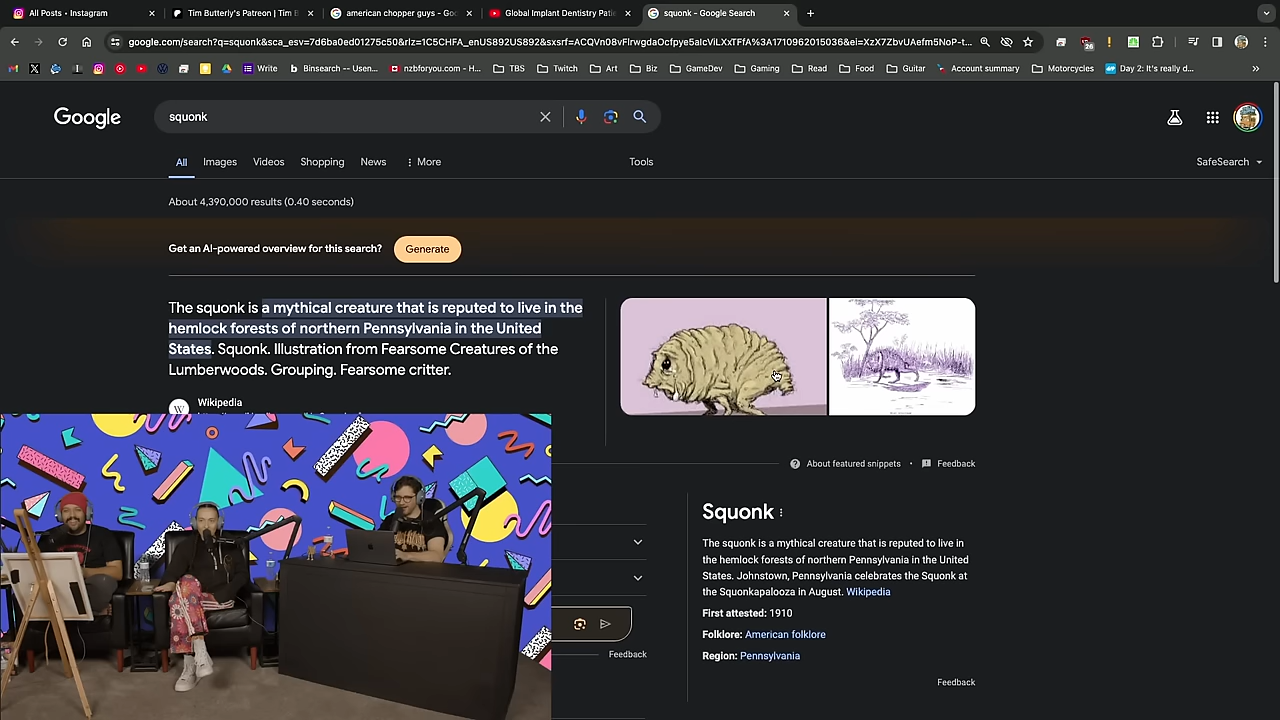 All Posts • Instagram
Tim Butterly's Patreon | Tim B
american chopper guys - Goo
Global Implant Dentistry Patie
squonk - Google Search
google.com/search?q=squonk&sca_esv=7d6ba0ed01275c50&rlz=1C5CHFA_enUS892US892&sxsrf=ACQVn08vFlrwgdaOcfpye5alcViLXxTFfA%3A1710962015036&ei=XzX7ZbvUAefm5NoP-t...
26
Write
Binsearch -- Usen...
nzbforyou.com - H...
TBS
Twitch
Art
Biz
GameDev
Gaming
Read
Food
Guitar
Account summary
Motorcycles
Day 2: It's really d...
Google
squonk
All
Images
Videos
Shopping
News
More
Tools
SafeSearch
About 4,390,000 results (0.40 seconds)
Get an AI-powered overview for this search?
Generate
The squonk is a mythical creature that is reputed to live in the
hemlock forests of northern Pennsylvania in the United
States. Squonk. Illustration from Fearsome Creatures of the
Lumberwoods. Grouping. Fearsome critter.
W
Wikipedia
About featured snippets
•
Feedback
Squonk
The squonk is a mythical creature that is reputed to live in
the hemlock forests of northern Pennsylvania in the United
States. Johnstown, Pennsylvania celebrates the Squonk at
the Squonkapalooza in August. Wikipedia
First attested: 1910
Folklore: American folklore
Region: Pennsylvania
Feedback
Feedback